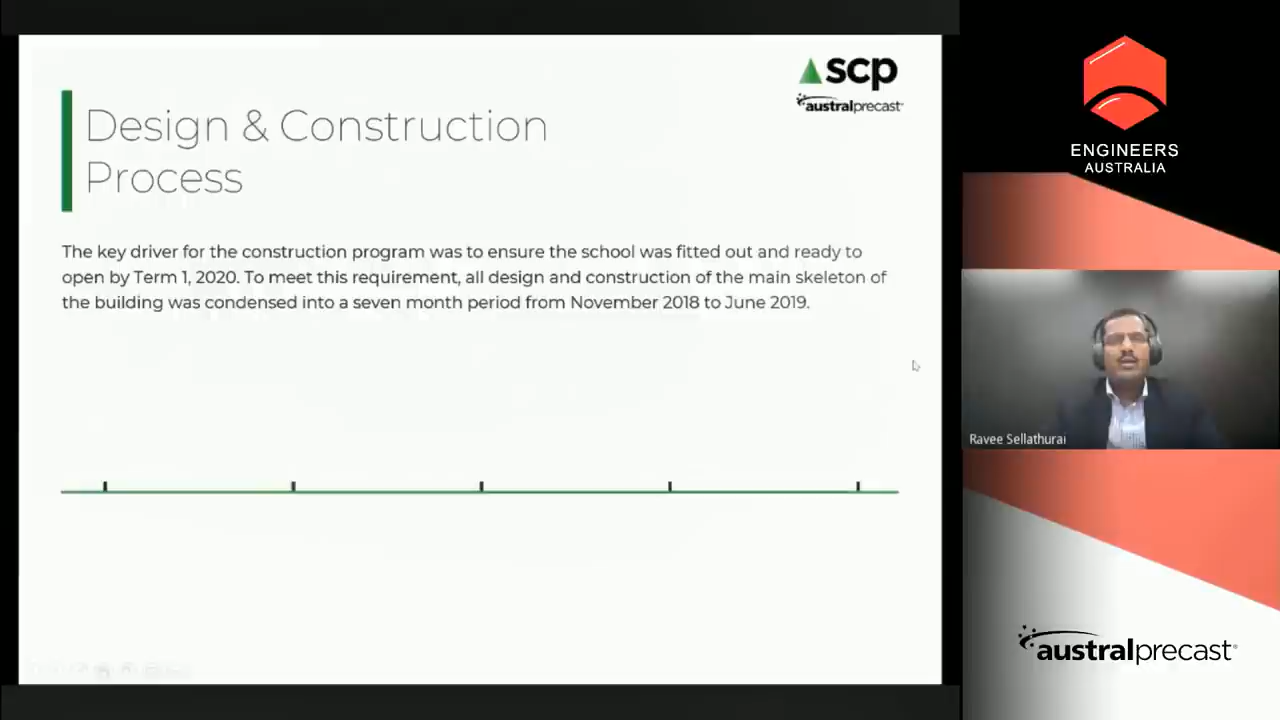 scp
australprecast
Design & Construction
Process
The key driver for the construction program was to ensure the school was fitted out and ready to
open by Term 1, 2020. To meet this requirement, all design and construction of the main skeleton of
the building was condensed into a seven month period from November 2018 to June 2019.
ENGINEERS
AUSTRALIA
Ravee Sellathurai
australprecast®